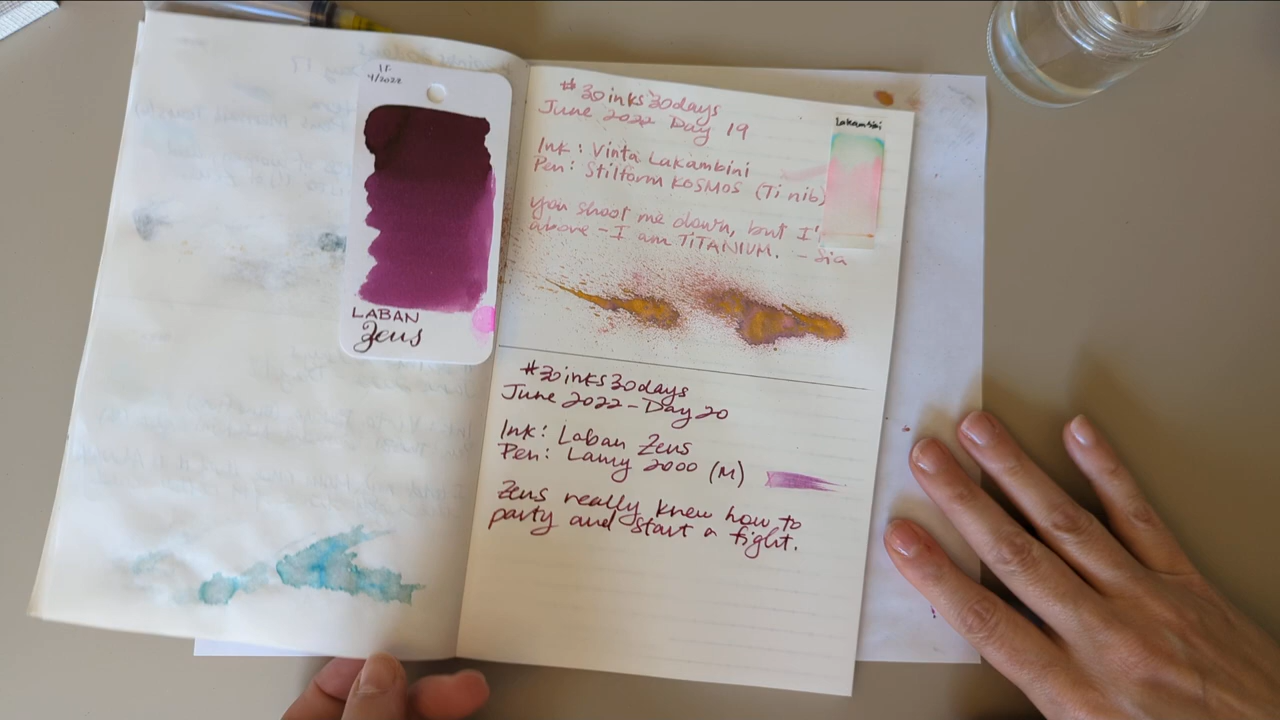 4/2022
LABAN
Zeus
#30inks30days
June 2022 Day 19
Ink: Vinta Lakambini
Pen: Stilform KOSMOS (Ti nib)
you shoot me down, but I'
above - I am TiTANIUM. - Sia
Lakambini
#30inks30days
June 2022 - Day 20
Ink: Laban Zeus
Pen: Lamy 2000 (M)
Zeus really knew how to
party and start a fight.